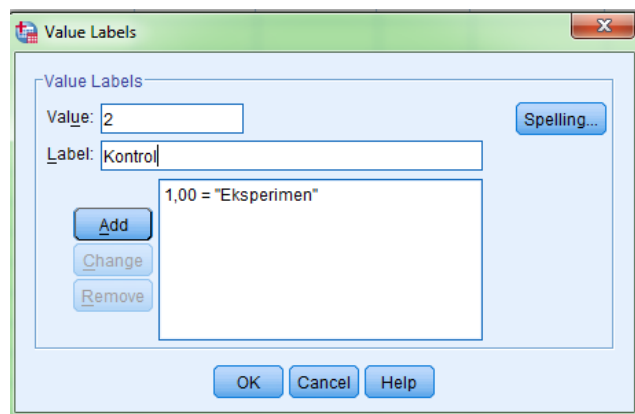 Value Labels
x
Value Labels
Value: 2
Spelling...
Label: Kontrol
1,00 = "Eksperimen"
Add
Change
Remove
OK Cancel Help